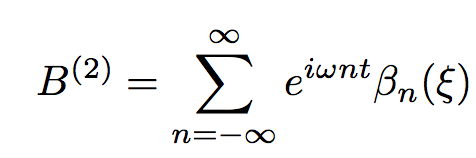 B^{(2)} = \sum_{n=-\infty}^{\infty} e^{i\omega nt} \beta_n(\xi)